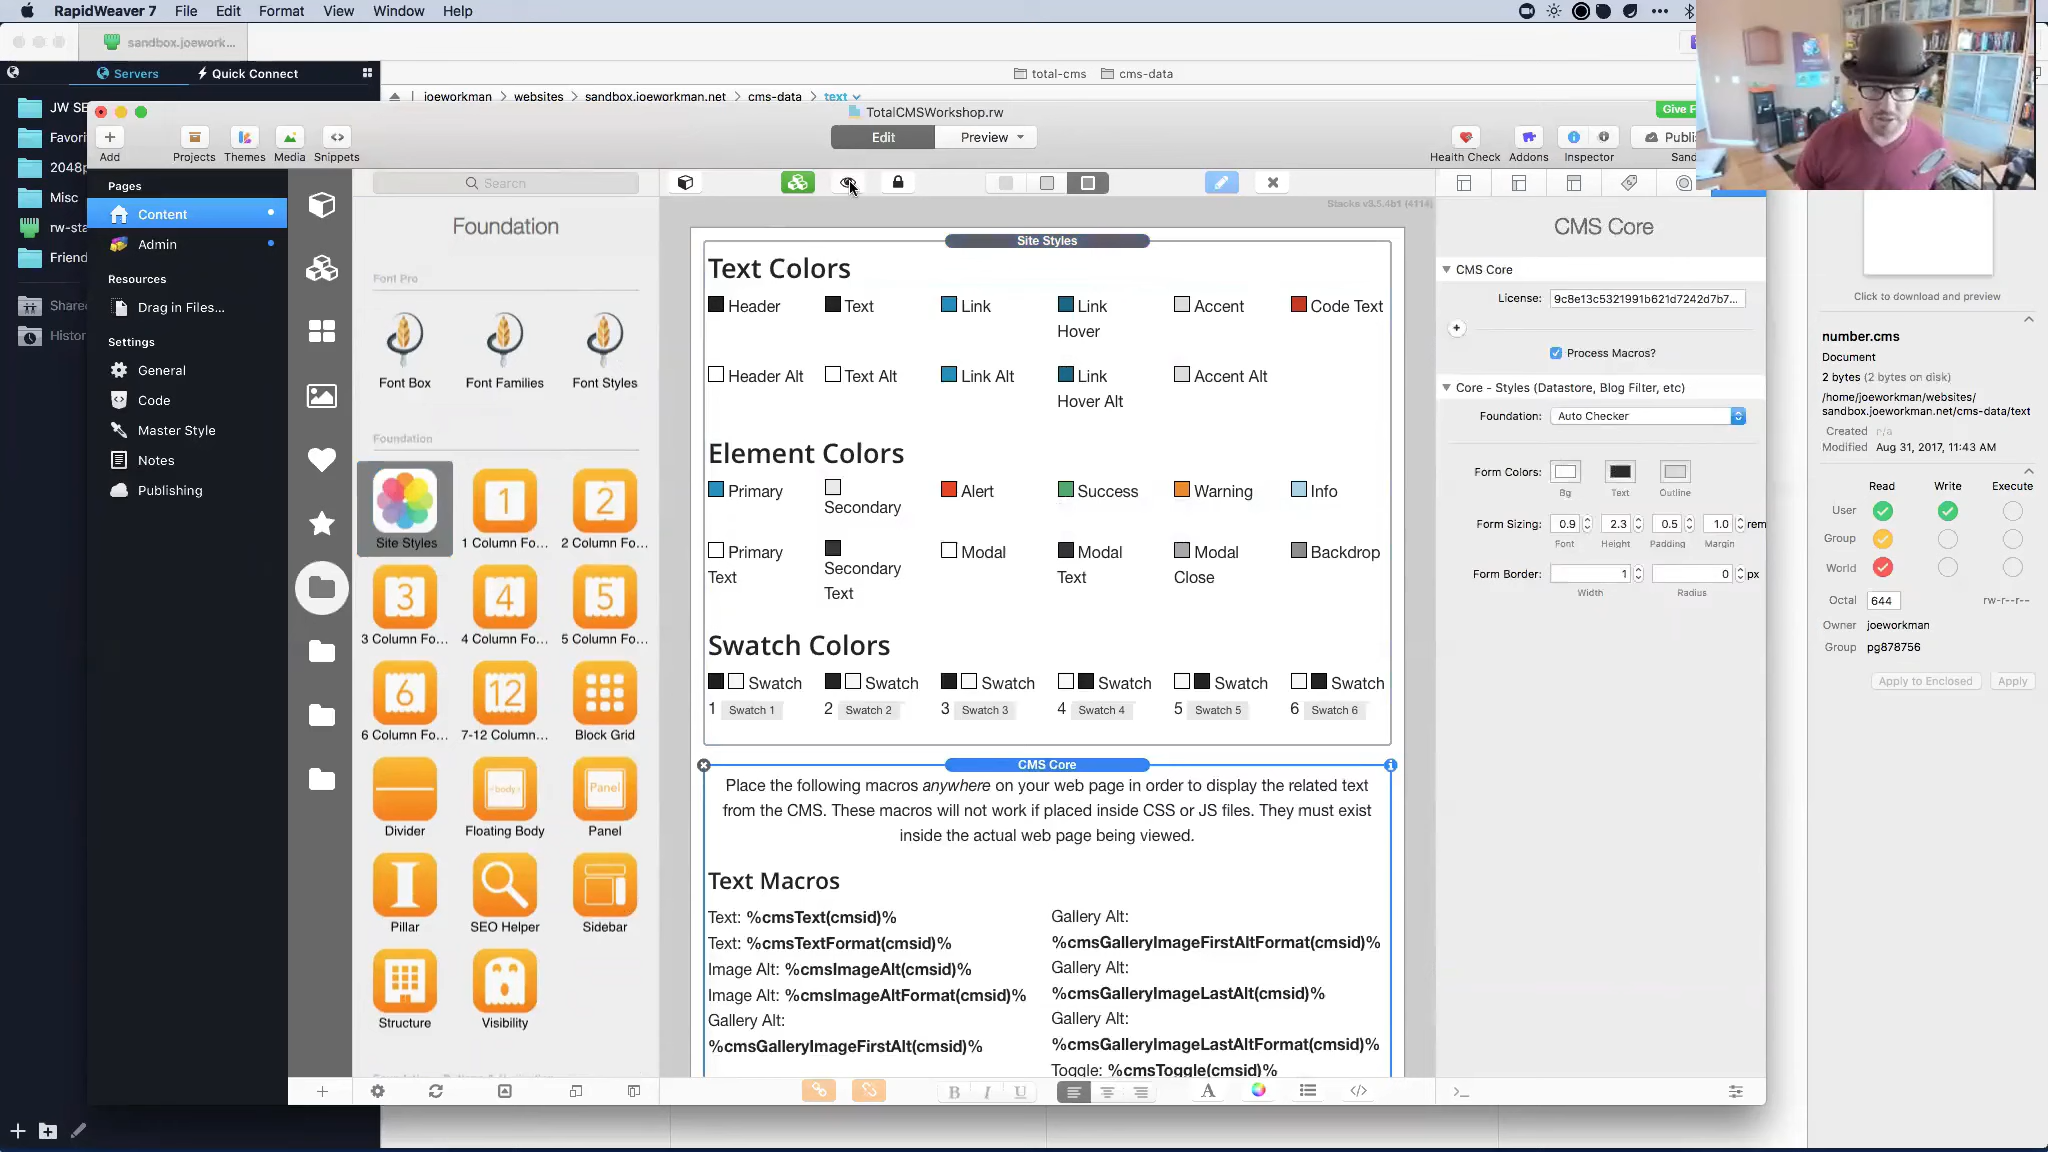 RapidWeaver 7 File Edit Format View Window Help
sandbox.joework...
Servers Quick Connect
total-cms cms-data
joeworkman websites sandbox.joeworkman.net cms-data text
JW SE
Favori
2048p
Misc
rw-sta
Friend
Share
Histor
TotalCMSWorkshop.rw
Give F
Edit Preview
Add Projects Themes Media Snippets
Health Check Addons Inspector
Publi
San
Pages
Content
Admin
Resources
Drag in Files...
Settings
General
Code
Master Style
Notes
Publishing
Search
Foundation
Font Pro
Font Box Font Families Font Styles
Foundation
Site Styles 1 Column Fo... 2 Column Fo...
3 Column Fo... 4 Column Fo... 5 Column Fo...
6 Column Fo... 7-12 Column... Block Grid
Divider Floating Body Panel
Pillar SEO Helper Sidebar
Structure Visibility
Stacks v3.5.4b1 (4114)
Site Styles
Text Colors
Header Text Link Link Hover Accent Code Text
Header Alt Text Alt Link Alt Link Hover Alt Accent Alt
Element Colors
Primary Secondary Alert Success Warning Info
Primary Text Secondary Text Modal Modal Text Modal Close Backdrop
Swatch Colors
Swatch Swatch Swatch Swatch Swatch Swatch
1 Swatch 1 2 Swatch 2 3 Swatch 3 4 Swatch 4 5 Swatch 5 6 Swatch 6
CMS Core
Place the following macros anywhere on your web page in order to display the related text
from the CMS. These macros will not work if placed inside CSS or JS files. They must exist
inside the actual web page being viewed.
Text Macros
Text: %cmsText(cmsid)%
Text: %cmsTextFormat(cmsid)%
Image Alt: %cmsImageAlt(cmsid)%
Image Alt: %cmsImageAltFormat(cmsid)%
Gallery Alt:
%cmsGalleryImageFirstAlt(cmsid)%
Gallery Alt:
%cmsGalleryImageFirstAltFormat(cmsid)%
Gallery Alt:
%cmsGalleryImageLastAlt(cmsid)%
Gallery Alt:
%cmsGalleryImageLastAltFormat(cmsid)%
Toggle: %cmsToggle(cmsid)%
B I U A
CMS Core
CMS Core
License: 9c8e13c5321991b621d7242d7b7...
Process Macros?
Core - Styles (Datastore, Blog Filter, etc)
Foundation: Auto Checker
Form Colors:
Bg Text Outline
Form Sizing: 0.9 2.3 0.5 1.0 rem
Font Height Padding Margin
Form Border: 1 0 px
Width Radius
Click to download and preview
number.cms
Document
2 bytes (2 bytes on disk)
/home/joeworkman/websites/
sandbox.joeworkman.net/cms-data/text
Created n/a
Modified Aug 31, 2017, 11:43 AM
Read Write Execute
User
Group
World
Octal 644 rw-r--r--
Owner joeworkman
Group pg878756
Apply to Enclosed Apply